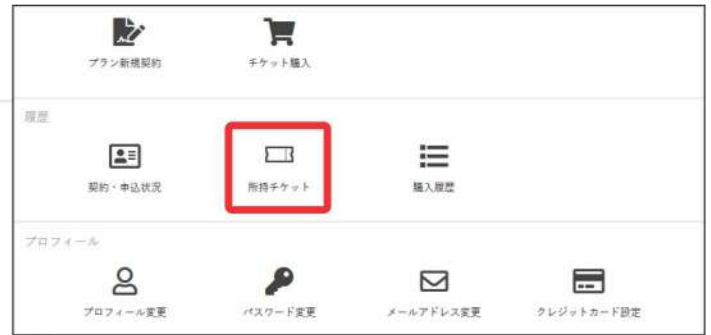 プラン新規契約
チケット購入
履歴
契約・申込状況
所持チケット
購入履歴
プロフィール
プロフィール変更
パスワード変更
メールアドレス変更
クレジットカード設定